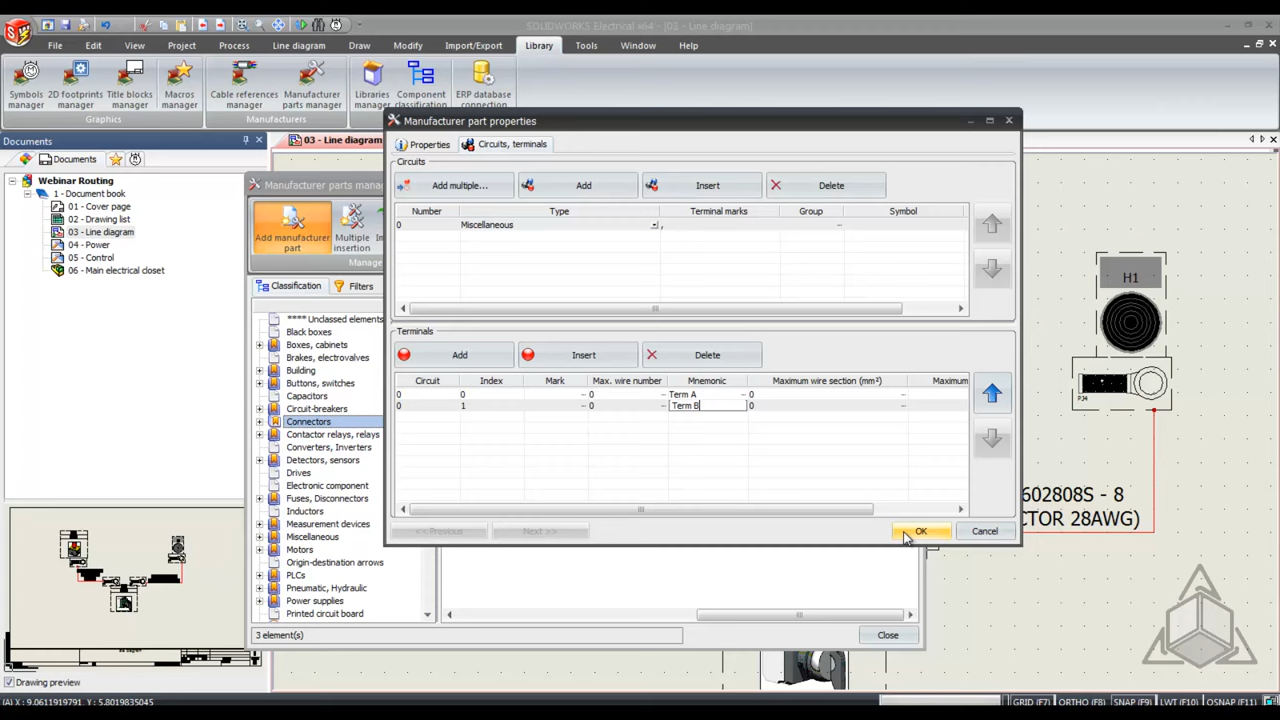 SOLIDWORKS Electrical x64 - [03 - Line diagram]
File Edit View Project Process Line diagram Draw Modify Import/Export Library Tools Window Help
Symbols manager
2D footprints manager
Title blocks manager
Macros manager
Cable references manager
Manufacturer parts manager
Libraries manager
Component classification
ERP database connection
Graphics
Manufacturers
Documents
Documents
Webinar Routing
1 - Document book
01 - Cover page
02 - Drawing list
03 - Line diagram
04 - Power
05 - Control
06 - Main electrical closet
03 - Line diagram
Manufacturer parts mana
Add manufacturer part
Multiple insertion
Manage
Classification
Filters
**** Unclassed elements
Black boxes
Boxes, cabinets
Brakes, electrovalves
Building
Buttons, switches
Capacitors
Circuit-breakers
Connectors
Contactor relays, relays
Converters, Inverters
Detectors, sensors
Drives
Electronic component
Fuses, Disconnectors
Inductors
Measurement devices
Miscellaneous
Motors
Origin-destination arrows
PLCs
Pneumatic, Hydraulic
Power supplies
Printed circuit board
3 element(s)
Close
Manufacturer part properties
Properties
Circuits, terminals
Circuits
Add multiple...
Add
Insert
Delete
Number Type Terminal marks Group Symbol
0 Miscellaneous ,
Terminals
Add
Insert
Delete
Circuit Index Mark Max. wire number Mnemonic Maximum wire section (mm²) Maximum
0 0 0 Term A 0
0 1 0 Term B 0
<< Previous
Next >>
OK
Cancel
H1
PJ4
602808S - 8
CTOR 28AWG)
Drawing preview
(A) X : 9.0611919791, Y : 5.8019835045
GRID (F7) ORTHO (F8) SNAP (F9) LWT (F10) OSNAP (F11)